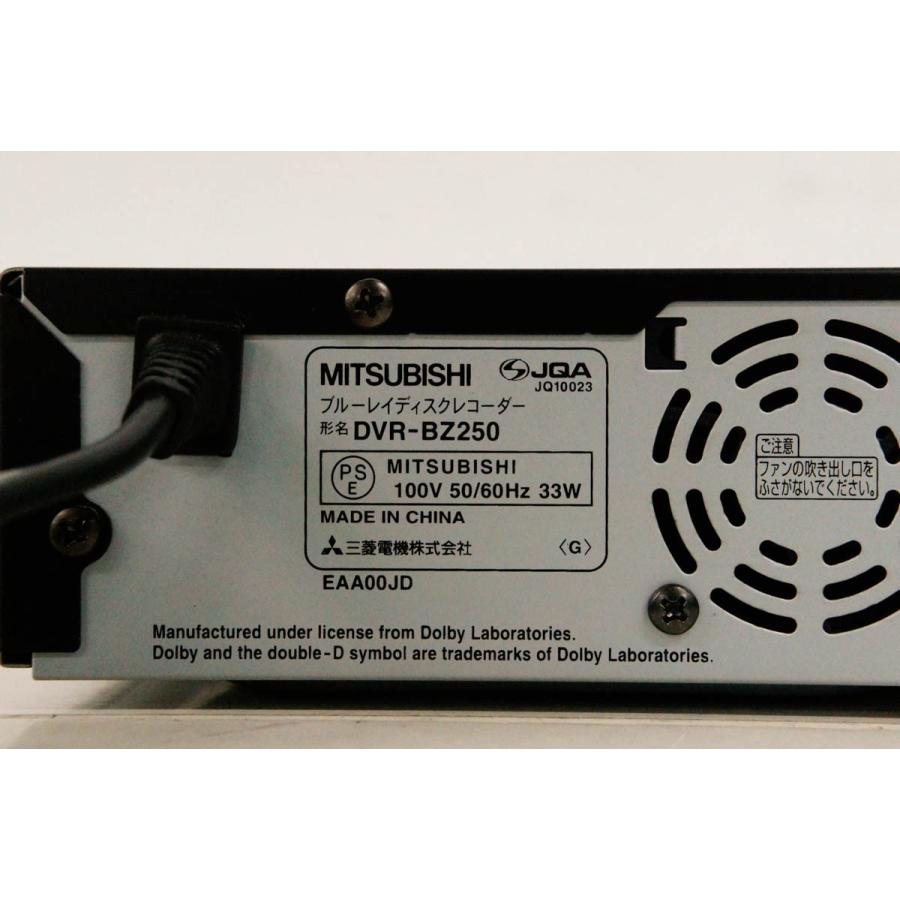 MITSUBISHI JQA
JQ10023
ブルーレイディスクレコーダー
形名 DVR-BZ250
PS
E
MITSUBISHI
100V 50/60Hz 33W
MADE IN CHINA
三菱電機株式会社 〈G〉
EAA00JD
ご注意
ファンの吹き出し口を
ふさがないでください。
Manufactured under license from Dolby Laboratories.
Dolby and the double-D symbol are trademarks of Dolby Laboratories.